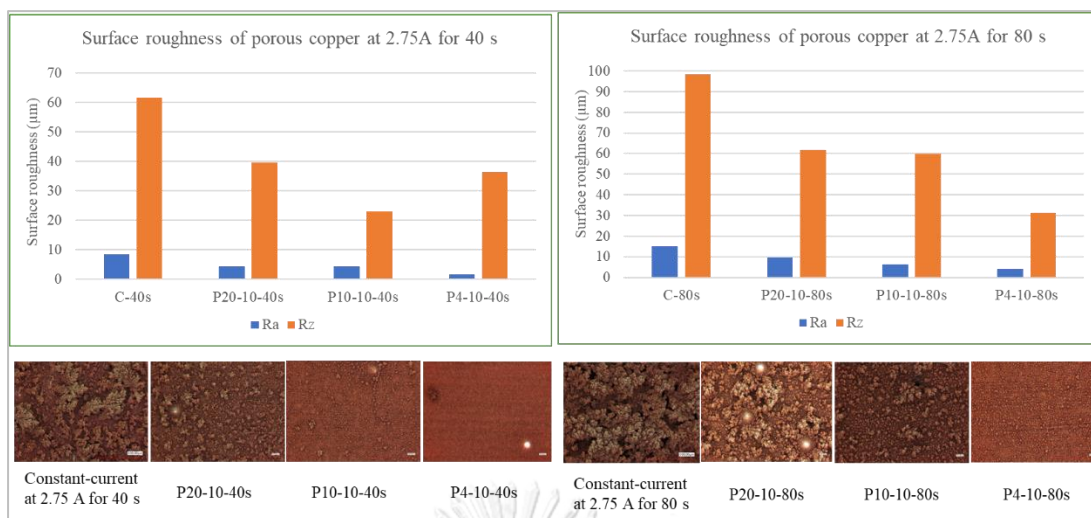 Surface roughness of porous copper at 2.75A for 40 s
Surface roughness (µm)
70
60
50
40
30
20
10
0
C-40s
P20-10-40s
P10-10-40s
P4-10-40s
Ra
Rz
Surface roughness of porous copper at 2.75A for 80 s
Surface roughness (µm)
100
90
80
70
60
50
40
30
20
10
0
C-80s
P20-10-80s
P10-10-80s
P4-10-80s
Ra
Rz
Constant-current
at 2.75 A for 40 s
P20-10-40s
P10-10-40s
P4-10-40s
Constant-current
at 2.75 A for 80 s
P20-10-80s
P10-10-80s
P4-10-80s